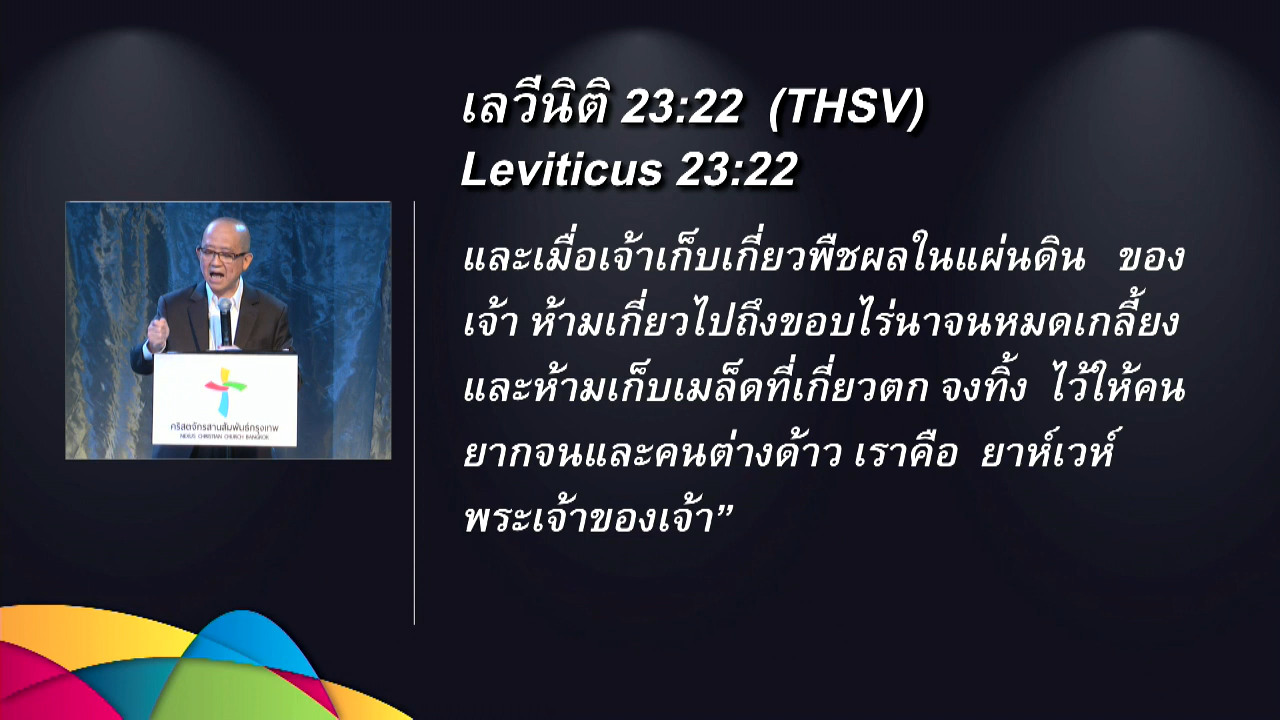 เลวีนิติ 23:22 (THSV)
Leviticus 23:22
และเมื่อเจ้าเก็บเกี่ยวพืชผลในแผ่นดิน ของ
เจ้า ห้ามเกี่ยวไปถึงขอบไร่นาจนหมดเกลี้ยง
และห้ามเก็บเมล็ดที่เกี่ยวตก จงทิ้ง ไว้ให้คน
ยากจนและคนต่างด้าว เราคือ ยาห์เวห์
พระเจ้าของเจ้า”
คริสตจักรสานสัมพันธ์กรุงเทพ
NEXUS CHRISTIAN CHURCH BANGKOK